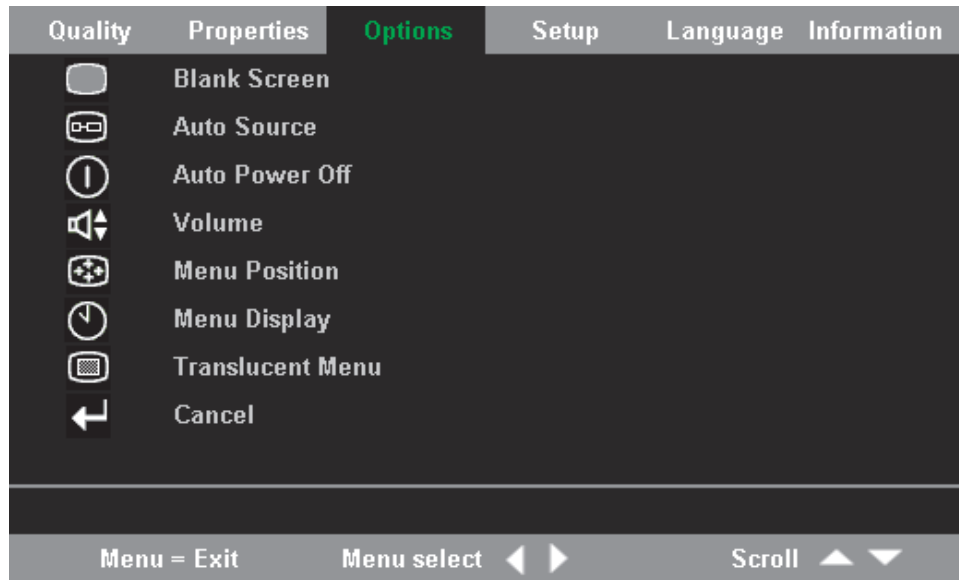 Quality Properties Options Setup Language Information
Blank Screen
Auto Source
Auto Power Off
Volume
Menu Position
Menu Display
Translucent Menu
Cancel
Menu = Exit Menu select Scroll